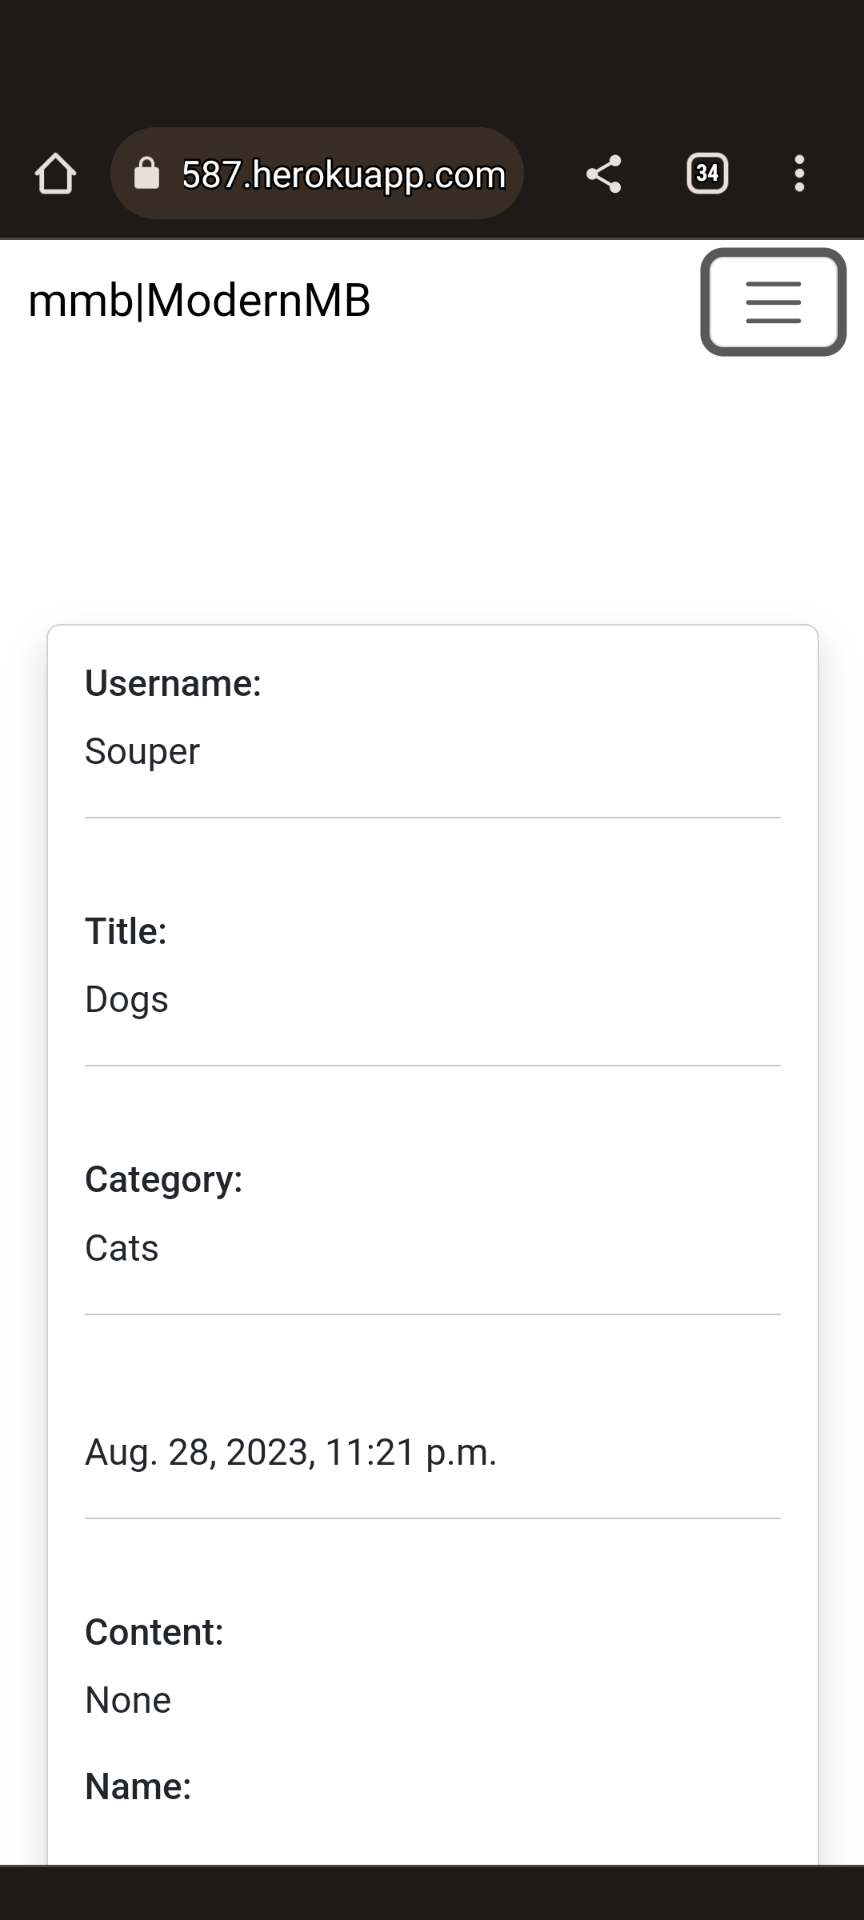 587.herokuapp.com
34
mmb|ModernMB
Username:
Souper
Title:
Dogs
Category:
Cats
Aug. 28, 2023, 11:21 p.m.
Content:
None
Name: